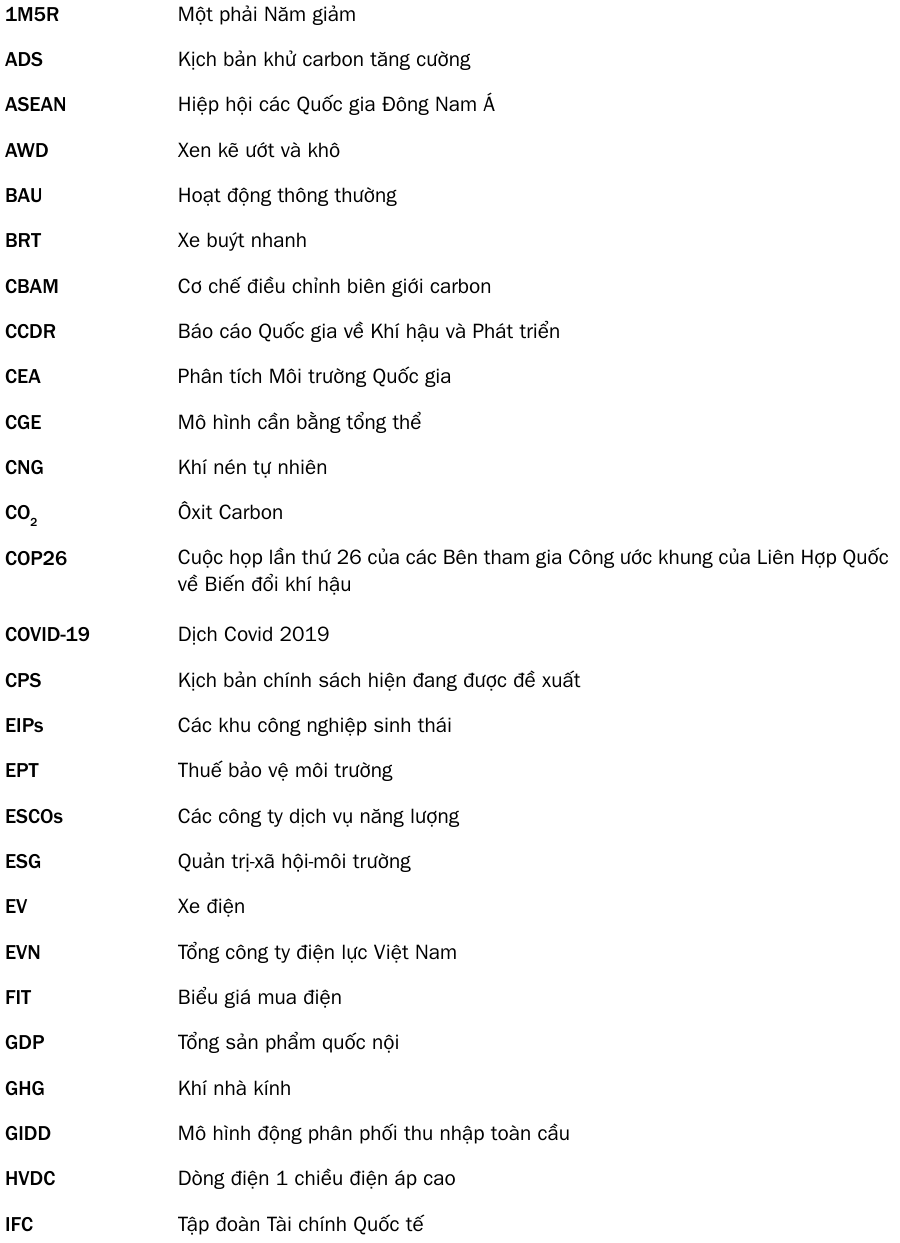 1M5R Một phải Năm giảm
ADS Kịch bản khử carbon tăng cường
ASEAN Hiệp hội các Quốc gia Đông Nam Á
AWD Xen kẽ ướt và khô
BAU Hoạt động thông thường
BRT Xe buýt nhanh
CBAM Cơ chế điều chỉnh biên giới carbon
CCDR Báo cáo Quốc gia về Khí hậu và Phát triển
CEA Phân tích Môi trường Quốc gia
CGE Mô hình cần bằng tổng thể
CNG Khí nén tự nhiên
CO₂ Ôxit Carbon
COP26 Cuộc họp lần thứ 26 của các Bên tham gia Công ước khung của Liên Hợp Quốc
về Biến đổi khí hậu
COVID-19 Dịch Covid 2019
CPS Kịch bản chính sách hiện đang được đề xuất
EIPs Các khu công nghiệp sinh thái
EPT Thuế bảo vệ môi trường
ESCOs Các công ty dịch vụ năng lượng
ESG Quản trị-xã hội-môi trường
EV Xe điện
EVN Tổng công ty điện lực Việt Nam
FIT Biểu giá mua điện
GDP Tổng sản phẩm quốc nội
GHG Khí nhà kính
GIDD Mô hình động phân phối thu nhập toàn cầu
HVDC Dòng điện 1 chiều điện áp cao
IFC Tập đoàn Tài chính Quốc tế